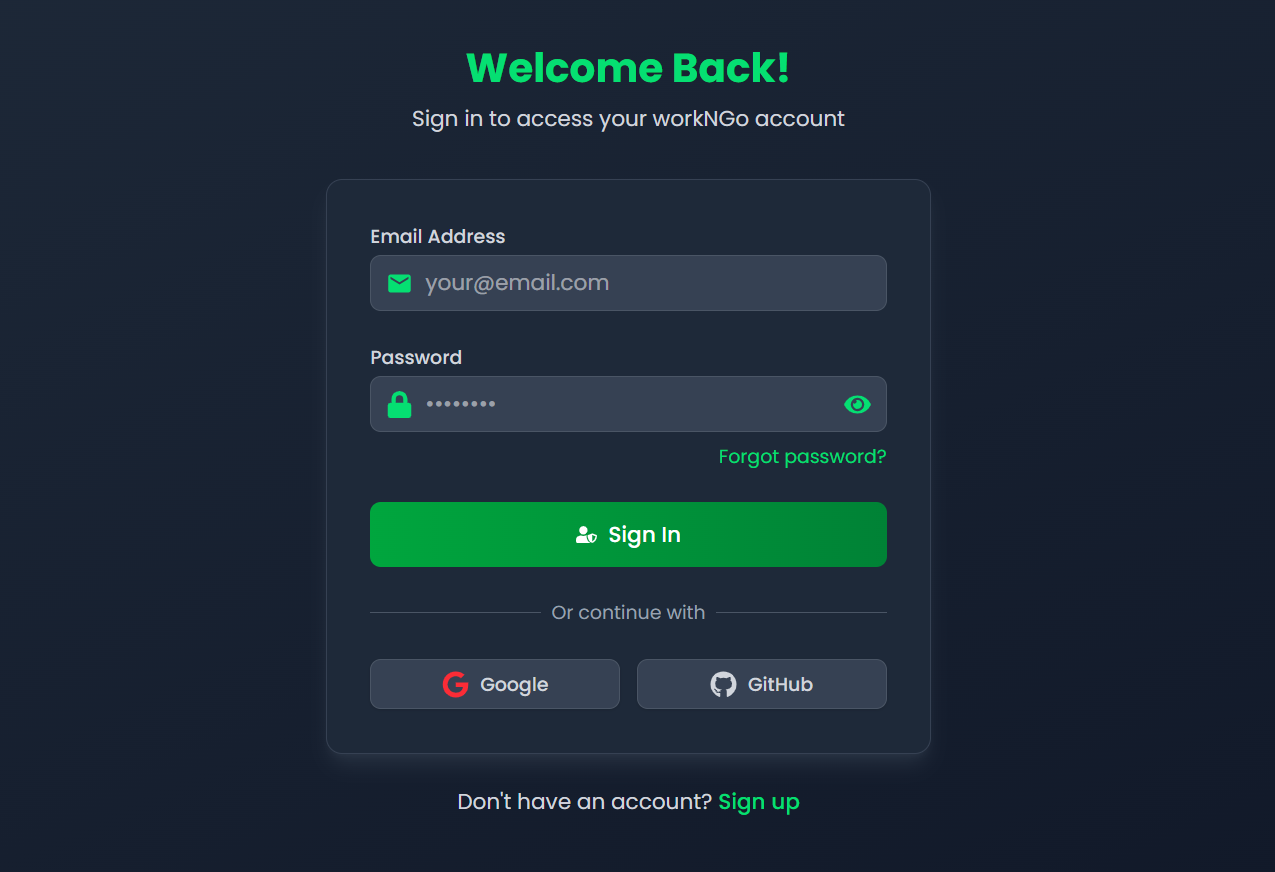 Welcome Back!
Sign in to access your workNGo account
Email Address
your@email.com
Password
••••••••
Forgot password?
Sign In
Or continue with
Google
GitHub
Don't have an account? Sign up